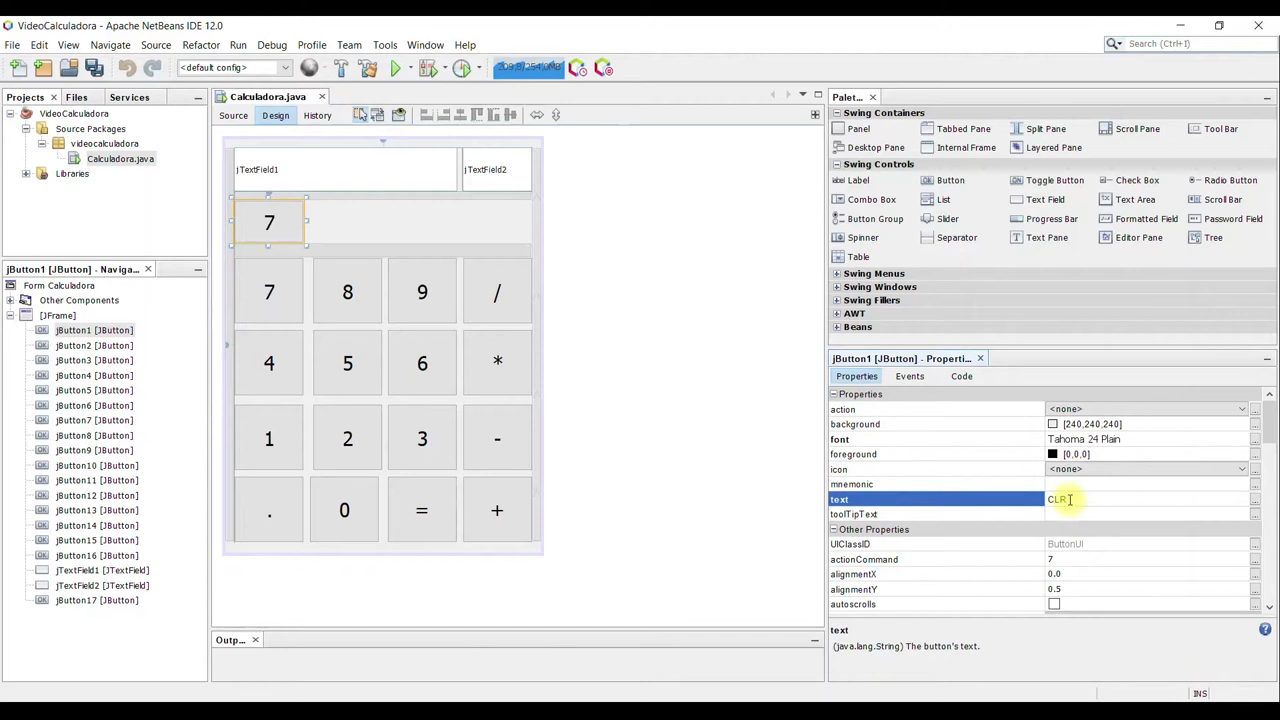 VideoCalculadora - Apache NetBeans IDE 12.0
File Edit View Navigate Source Refactor Run Debug Profile Team Tools Window Help
Search (Ctrl+I)
<default config>
Projects Files Services
VideoCalculadora
Source Packages
videocalculadora
Calculadora.java
Libraries
jButton1 [JButton] - Naviga...
Form Calculadora
Other Components
[JFrame]
jButton1 [JButton]
jButton2 [JButton]
jButton3 [JButton]
jButton4 [JButton]
jButton5 [JButton]
jButton6 [JButton]
jButton7 [JButton]
jButton8 [JButton]
jButton9 [JButton]
jButton10 [JButton]
jButton11 [JButton]
jButton12 [JButton]
jButton13 [JButton]
jButton14 [JButton]
jButton15 [JButton]
jButton16 [JButton]
jTextField1 [JTextField]
jTextField2 [JTextField]
jButton17 [JButton]
Calculadora.java
Source Design History
jTextField1 jTextField2
7
7 8 9 /
4 5 6 *
1 2 3 -
. 0 = +
Outp...
Palet...
Swing Containers
Panel Tabbed Pane Split Pane Scroll Pane Tool Bar
Desktop Pane Internal Frame Layered Pane
Swing Controls
Label Button Toggle Button Check Box Radio Button
Combo Box List Text Field Text Area Scroll Bar
Button Group Slider Progress Bar Formatted Field Password Field
Spinner Separator Text Pane Editor Pane Tree
Table
Swing Menus
Swing Windows
Swing Fillers
AWT
Beans
jButton1 [JButton] - Properti...
Properties Events Code
Properties
action <none>
background [240,240,240]
font Tahoma 24 Plain
foreground [0,0,0]
icon <none>
mnemonic
text CLR
toolTipText
Other Properties
UIClassID ButtonUI
actionCommand 7
alignmentX 0.0
alignmentY 0.5
autoscrolls
text
(java.lang.String) The button's text.
INS